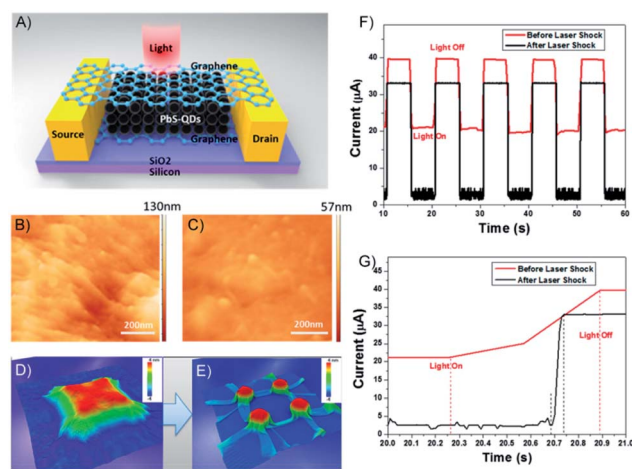 A)
Light
Graphene
PbS-QDs
Source
Graphene
Drain
SiO2
Silicon
B)
200nm
130nm
C)
200nm
57nm
D)
E)
F)
Before Laser Shock
After Laser Shock
Light Off
Light On
Current (μA)
50
40
30
20
10
0
10 20 30 40 50 60
Time (s)
G)
Before Laser Shock
After Laser Shock
Light On
Light Off
Current (μA)
50
45
40
35
30
25
20
15
10
5
0
20.0 20.1 20.2 20.3 20.4 20.5 20.6 20.7 20.8 20.9 21.0
Time (s)